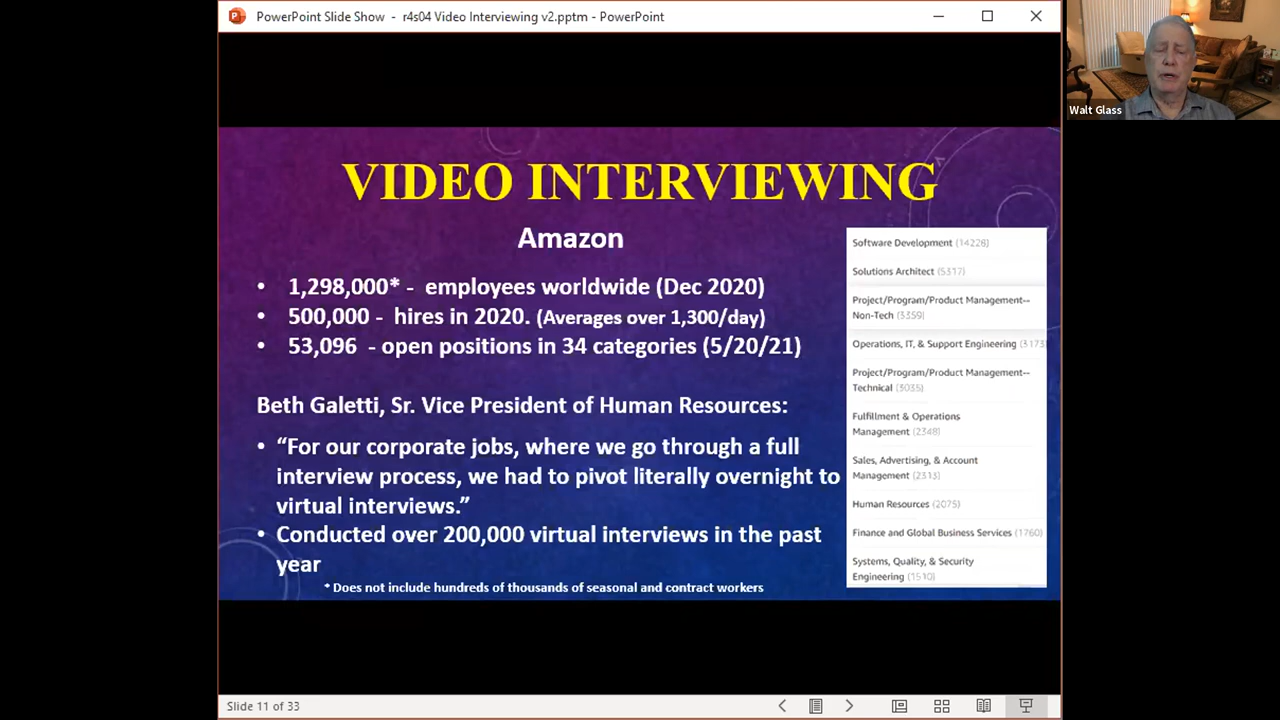 PowerPoint Slide Show - r4s04 Video Interviewing v2.pptm - PowerPoint
Walt Glass
VIDEO INTERVIEWING
Amazon
• 1,298,000* - employees worldwide (Dec 2020)
• 500,000 - hires in 2020. (Averages over 1,300/day)
• 53,096 - open positions in 34 categories (5/20/21)
Beth Galetti, Sr. Vice President of Human Resources:
• “For our corporate jobs, where we go through a full
interview process, we had to pivot literally overnight to
virtual interviews.”
• Conducted over 200,000 virtual interviews in the past
year
* Does not include hundreds of thousands of seasonal and contract workers
Software Development (14228)
Solutions Architect (5317)
Project/Program/Product Management--
Non-Tech (3359)
Operations, IT, & Support Engineering (3173
Project/Program/Product Management--
Technical (3035)
Fulfillment & Operations
Management (2348)
Sales, Advertising, & Account
Management (2313)
Human Resources (2075)
Finance and Global Business Services (1760)
Systems, Quality, & Security
Engineering (1510)
Slide 11 of 33